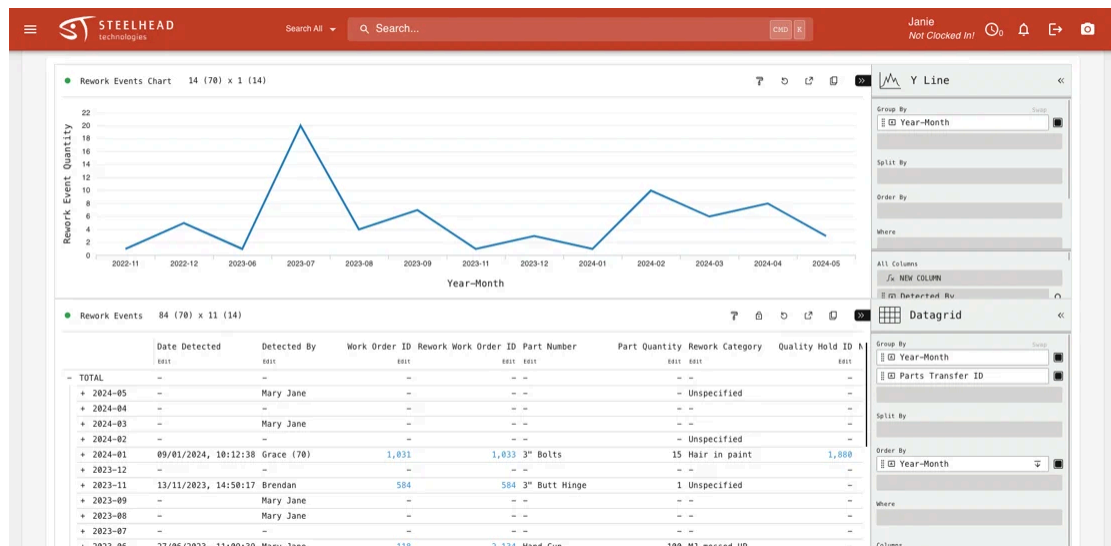 STEELHEAD
technologies
Search All
Search...
CMD K
Janie
Not Clocked In!
0
Rework Events Chart 14 (70) x 1 (14)
Rework Event Quantity
22
20
18
16
14
12
10
8
6
4
2
0
2022-11 2022-12 2023-06 2023-07 2023-08 2023-09 2023-11 2023-12 2024-01 2024-02 2024-03 2024-04 2024-05
Year-Month
Y Line
Group By Swap
Year-Month
Split By
Order By
Where
All Columns
fx NEW COLUMN
Detected By
Rework Events 84 (70) x 11 (14)
Date Detected Detected By Work Order ID Rework Work Order ID Part Number Part Quantity Rework Category Quality Hold ID
Edit Edit Edit Edit Edit Edit Edit Edit
− TOTAL – – – – – – – –
+ 2024-05 – Mary Jane – – – – Unspecified –
+ 2024-04 – – – – – – – –
+ 2024-03 – Mary Jane – – – – – –
+ 2024-02 – – – – – – Unspecified –
+ 2024-01 09/01/2024, 10:12:38 Grace (70) 1,031 1,033 3" Bolts 15 Hair in paint 1,880
+ 2023-12 – – – – – – – –
+ 2023-11 13/11/2023, 14:50:17 Brendan 584 584 3" Butt Hinge 1 Unspecified –
+ 2023-09 – Mary Jane – – – – – –
+ 2023-08 – Mary Jane – – – – – –
+ 2023-07 – – – – – – – –
Datagrid
Group By Swap
Year-Month
Parts Transfer ID
Split By
Order By
Year-Month
Where
Columns